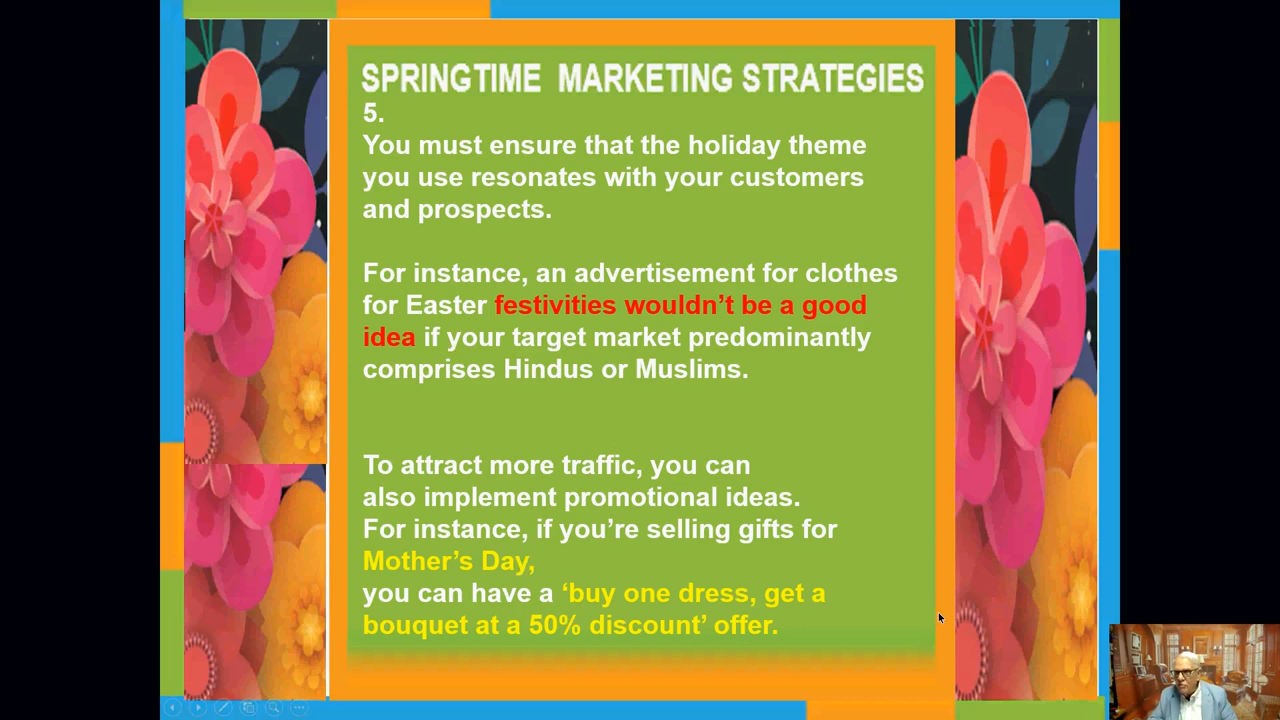 SPRINGTIME MARKETING STRATEGIES
5.
You must ensure that the holiday theme
you use resonates with your customers
and prospects.
For instance, an advertisement for clothes
for Easter festivities wouldn’t be a good
idea if your target market predominantly
comprises Hindus or Muslims.
To attract more traffic, you can
also implement promotional ideas.
For instance, if you’re selling gifts for
Mother’s Day,
you can have a ‘buy one dress, get a
bouquet at a 50% discount’ offer.